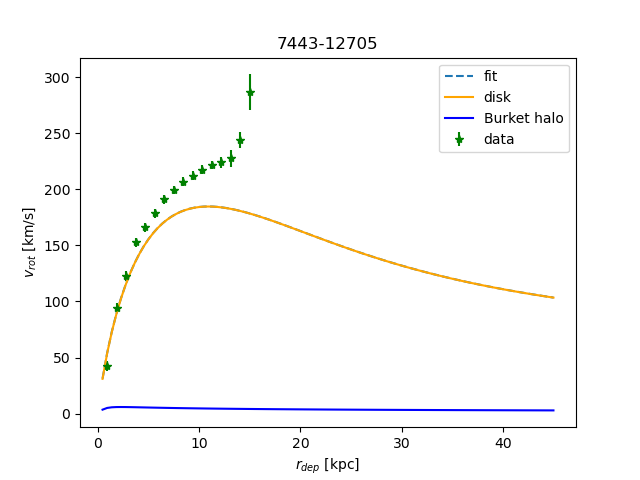 7443-12705
fit
disk
Burket halo
data
300
250
200
150
100
50
0
v_rot [km/s]
0 10 20 30 40
r_dep [kpc]